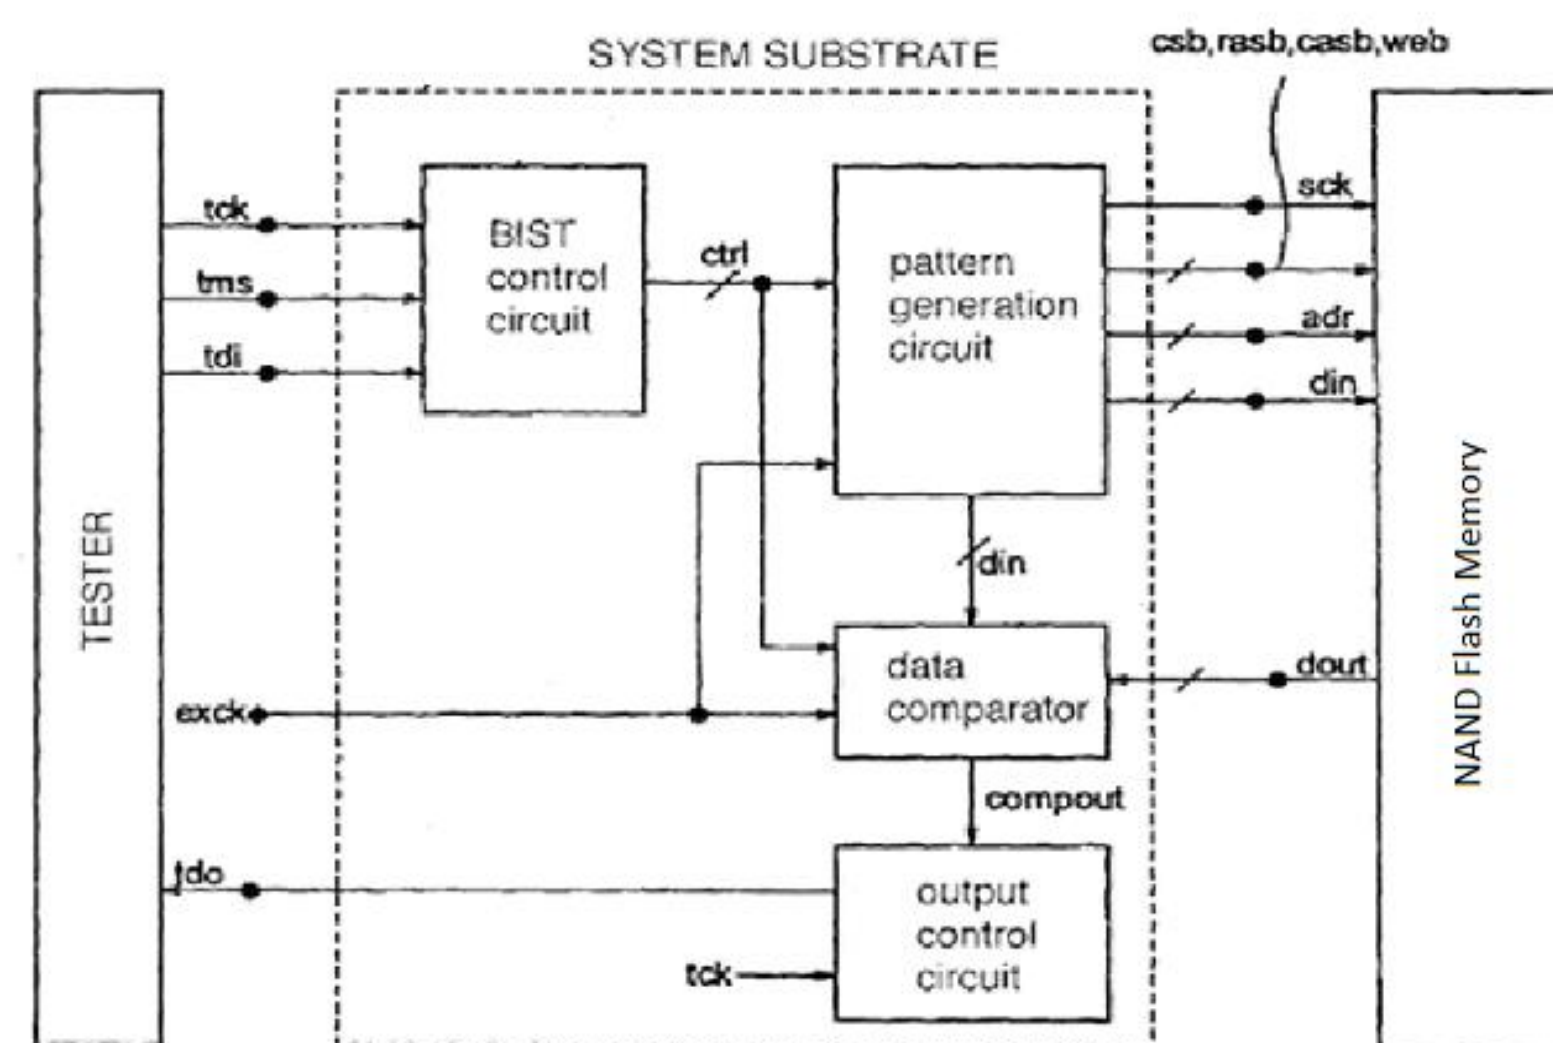 SYSTEM SUBSTRATE
csb,rasb,casb,web
tck
tms
tdi
BIST
control
circuit
ctrl
pattern
generation
circuit
sck
adr
din
TESTER
din
NAND Flash Memory
data
comparator
dout
exck
compout
tdo
output
control
circuit
tck